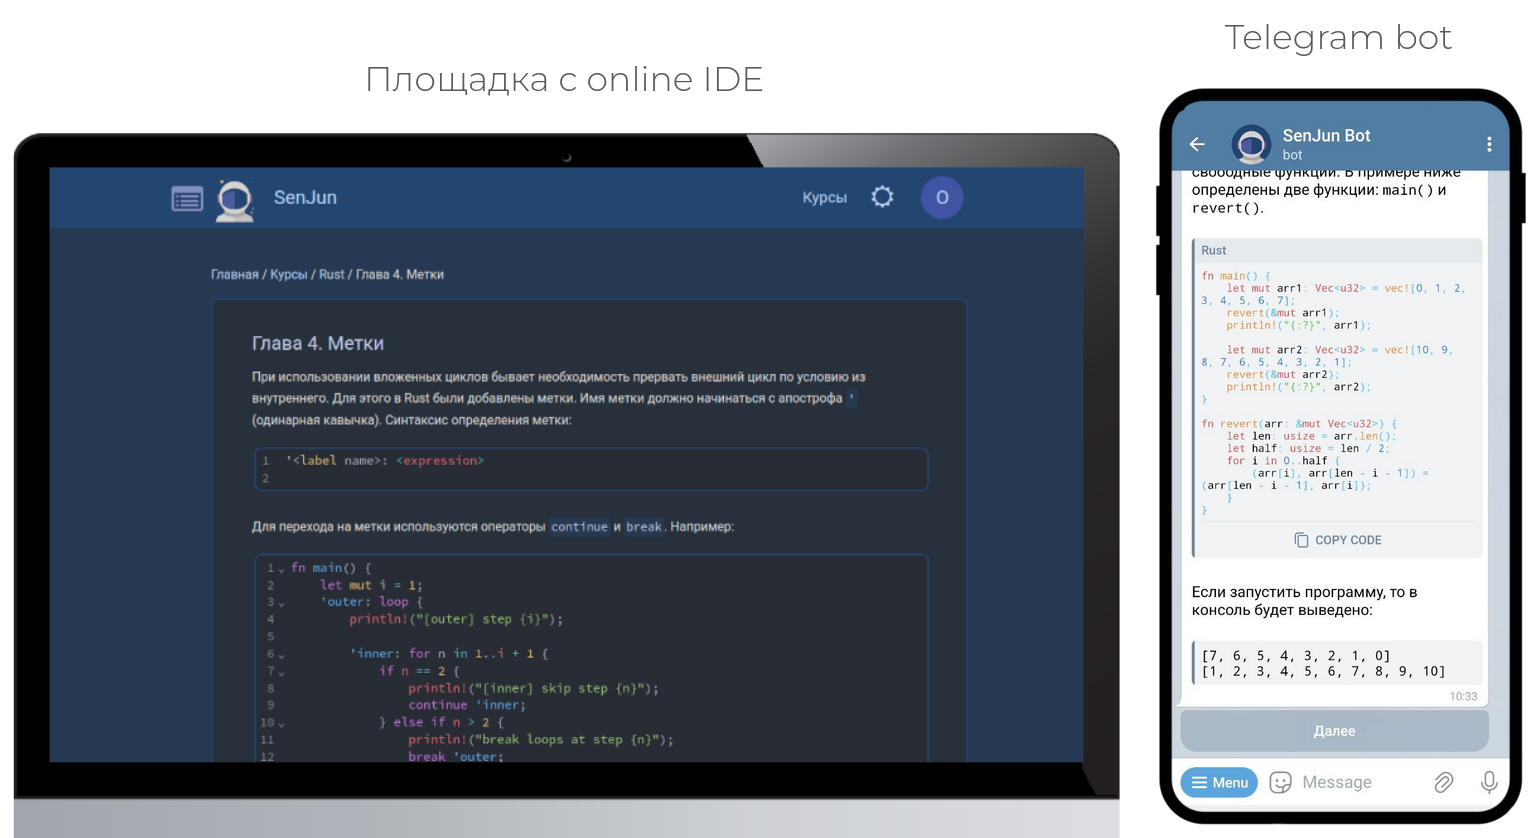 Площадка с online IDE
SenJun
Курсы
O
Главная / Курсы / Rust / Глава 4. Метки
Глава 4. Метки
При использовании вложенных циклов бывает необходимость прервать внешний цикл по условию из
внутреннего. Для этого в Rust были добавлены метки. Имя метки должно начинаться с апострофа '
(одинарная кавычка). Синтаксис определения метки:
1 '<label name>: <expression>
2
Для перехода на метки используются операторы continue и break. Например:
1 fn main() {
2     let mut i = 1;
3     'outer: loop {
4         println!("[outer] step {i}");
5
6         'inner: for n in 1..i + 1 {
7             if n == 2 {
8                 println!("[inner] skip step {n}");
9                 continue 'inner;
10             } else if n > 2 {
11                 println!("break loops at step {n}");
12                 break 'outer;
Telegram bot
SenJun Bot
bot
свободные функции. В примере ниже
определены две функции: main() и
revert().
Rust
fn main() {
    let mut arr1: Vec<u32> = vec![0, 1, 2,
3, 4, 5, 6, 7];
    revert(&mut arr1);
    println!("{:?}", arr1);
    let mut arr2: Vec<u32> = vec![10, 9,
8, 7, 6, 5, 4, 3, 2, 1];
    revert(&mut arr2);
    println!("{:?}", arr2);
}
fn revert(arr: &mut Vec<u32>) {
    let len: usize = arr.len();
    let half: usize = len / 2;
    for i in 0..half {
        (arr[i], arr[len - i - 1]) =
(arr[len - i - 1], arr[i]);
    }
}
COPY CODE
Если запустить программу, то в
консоль будет выведено:
[7, 6, 5, 4, 3, 2, 1, 0]
[1, 2, 3, 4, 5, 6, 7, 8, 9, 10]
10:33
Далее
Menu
Message